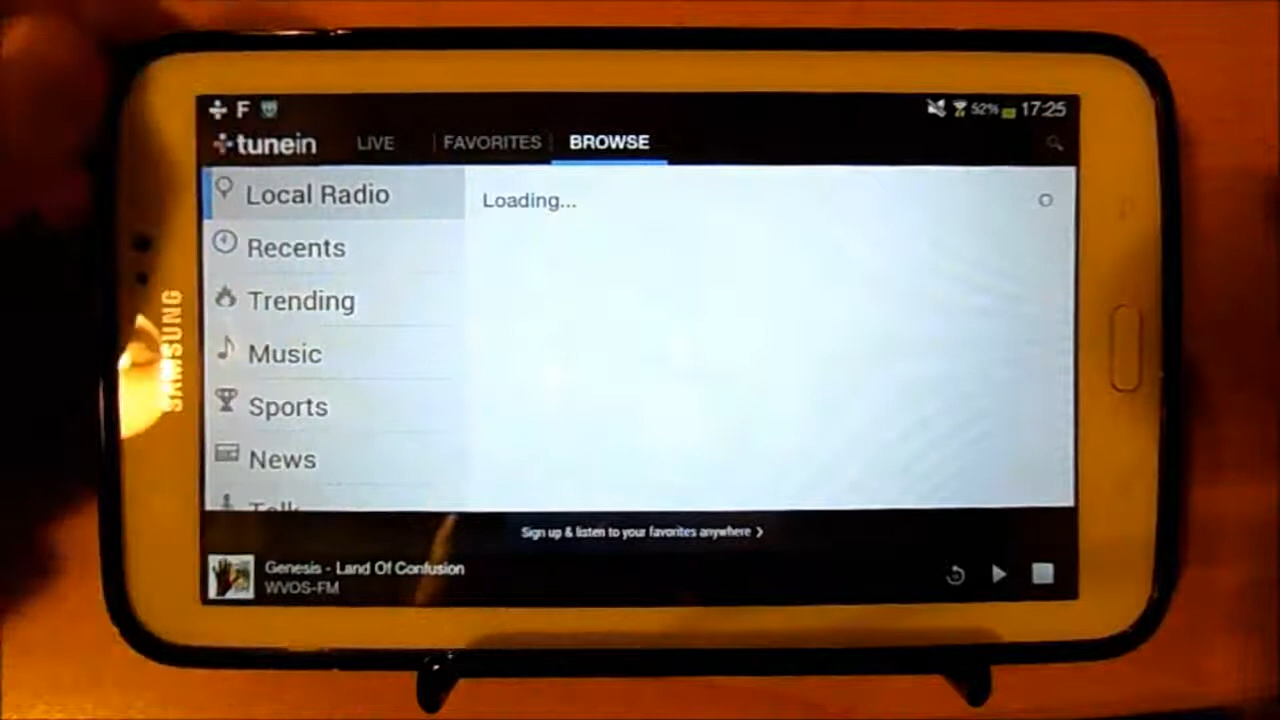 F 52% 17:25
tunein LIVE FAVORITES BROWSE
Local Radio
Loading...
Recents
Trending
Music
Sports
News
Talk
Sign up & listen to your favorites anywhere >
Genesis - Land Of Confusion
WVOS-FM
SAMSUNG